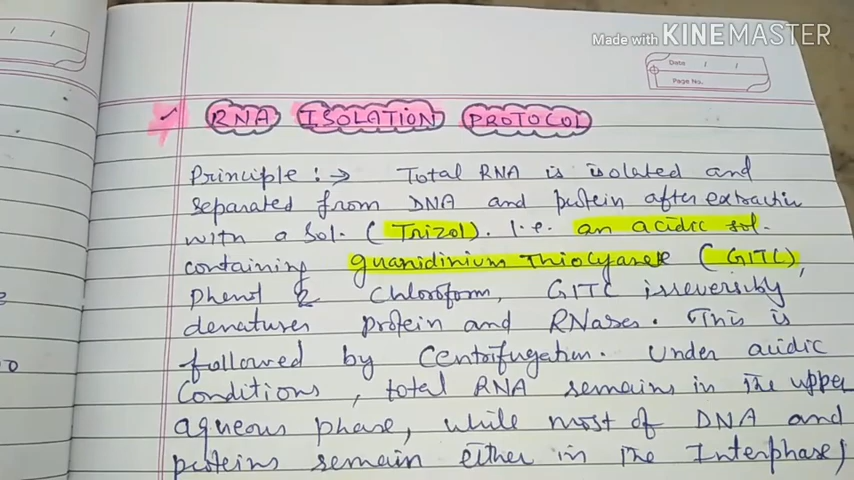 Made with KINEMASTER
Date / /
Page No.
RNA ISOLATION PROTOCOL
Principle :→ Total RNA is isolated and
separated from DNA and protein after extraction
with a sol. (Trizol). I.e. an acidic sol.
containing guanidinium Thiocyanate (GITC),
phenol & Chloroform, GITC irreversibly
denatures protein and RNases. This is
followed by Centrifugation. Under acidic
Conditions, total RNA remains in the upper
aqueous phase, while most of DNA and
proteins remain either in the Interphase,